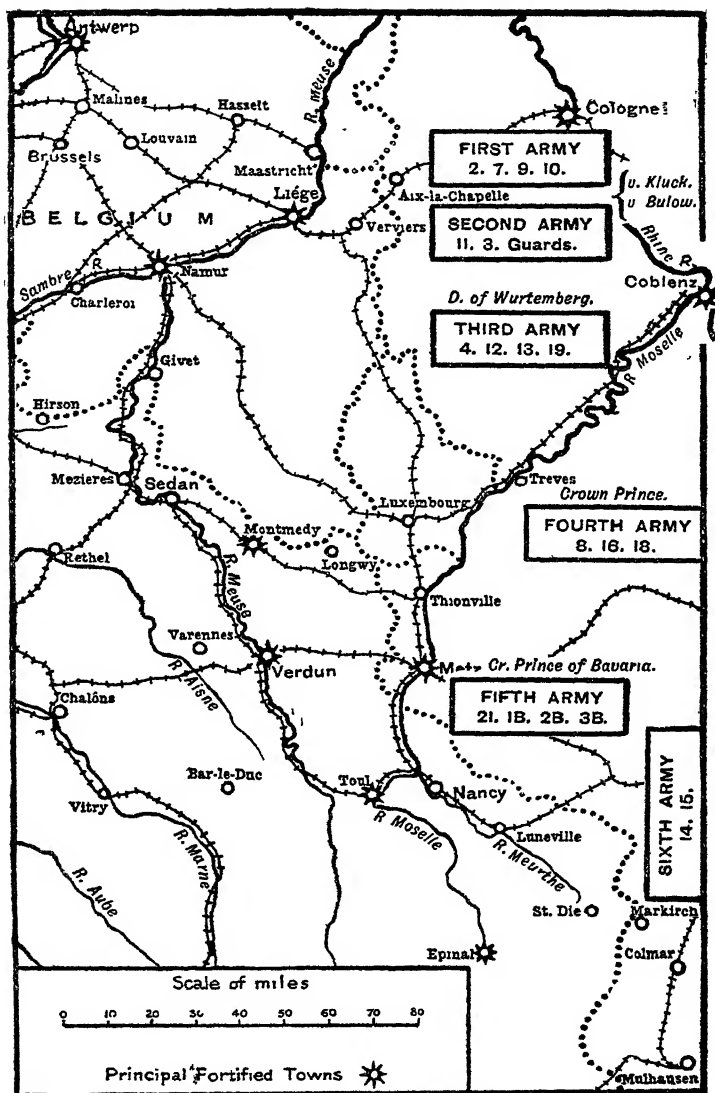 Antwerp
Malines
Hasselt
R. Meuse
Cologne
Louvain
Brussels
Maastricht
FIRST ARMY
2. 7. 9. 10.
Aix-la-Chapelle
v. Kluck.
v Bulow.
Liége
BELGIUM
Verviers
SECOND ARMY
11. 3. Guards.
Rhine R.
Sambre R.
Namur
Charleroi
Coblenz
D. of Wurtemberg.
THIRD ARMY
4. 12. 13. 19.
R Moselle
Givet
Hirson
Mezieres
Sedan
Treves
Luxembourg
Crown Prince.
FOURTH ARMY
8. 16. 18.
Montmedy
Longwy
Rethel
R. Meuse
Thionville
Varennes
R. Aisne
Verdun
Metz
Cr. Prince of Bavaria.
FIFTH ARMY
21. 1B. 2B. 3B.
Chalôns
Bar-le-Duc
Toul
Nancy
SIXTH ARMY
14. 15.
Vitry
R. Marne
R Moselle
Luneville
R. Meurthe
R. Aube
St. Die
Markirch
Epinal
Colmar
Mulhausen
Scale of miles
0 10 20 30 40 50 60 70 80
Principal Fortified Towns